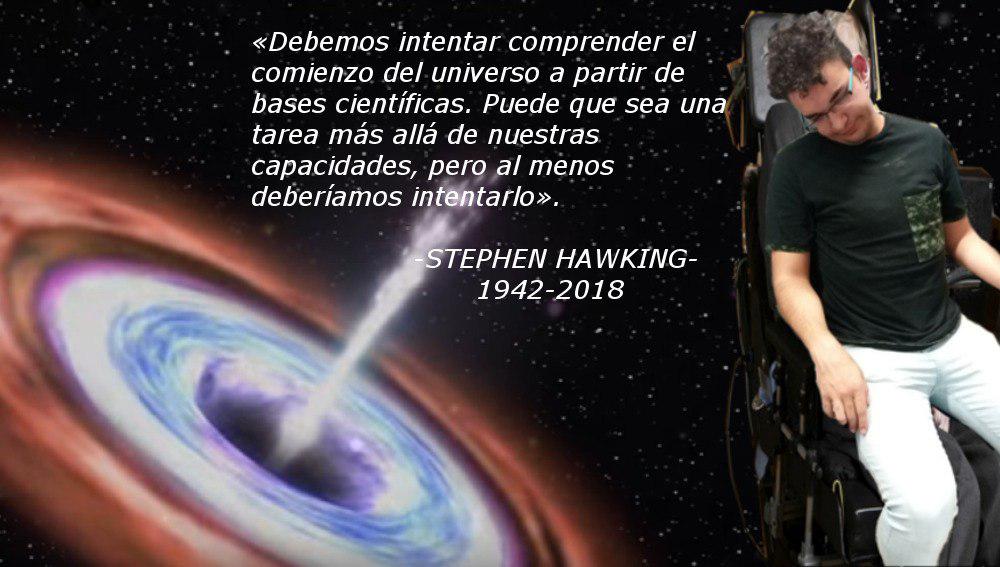 «Debemos intentar comprender el
comienzo del universo a partir de
bases científicas. Puede que sea una
tarea más allá de nuestras
capacidades, pero al menos
deberíamos intentarlo».
-STEPHEN HAWKING-
1942-2018